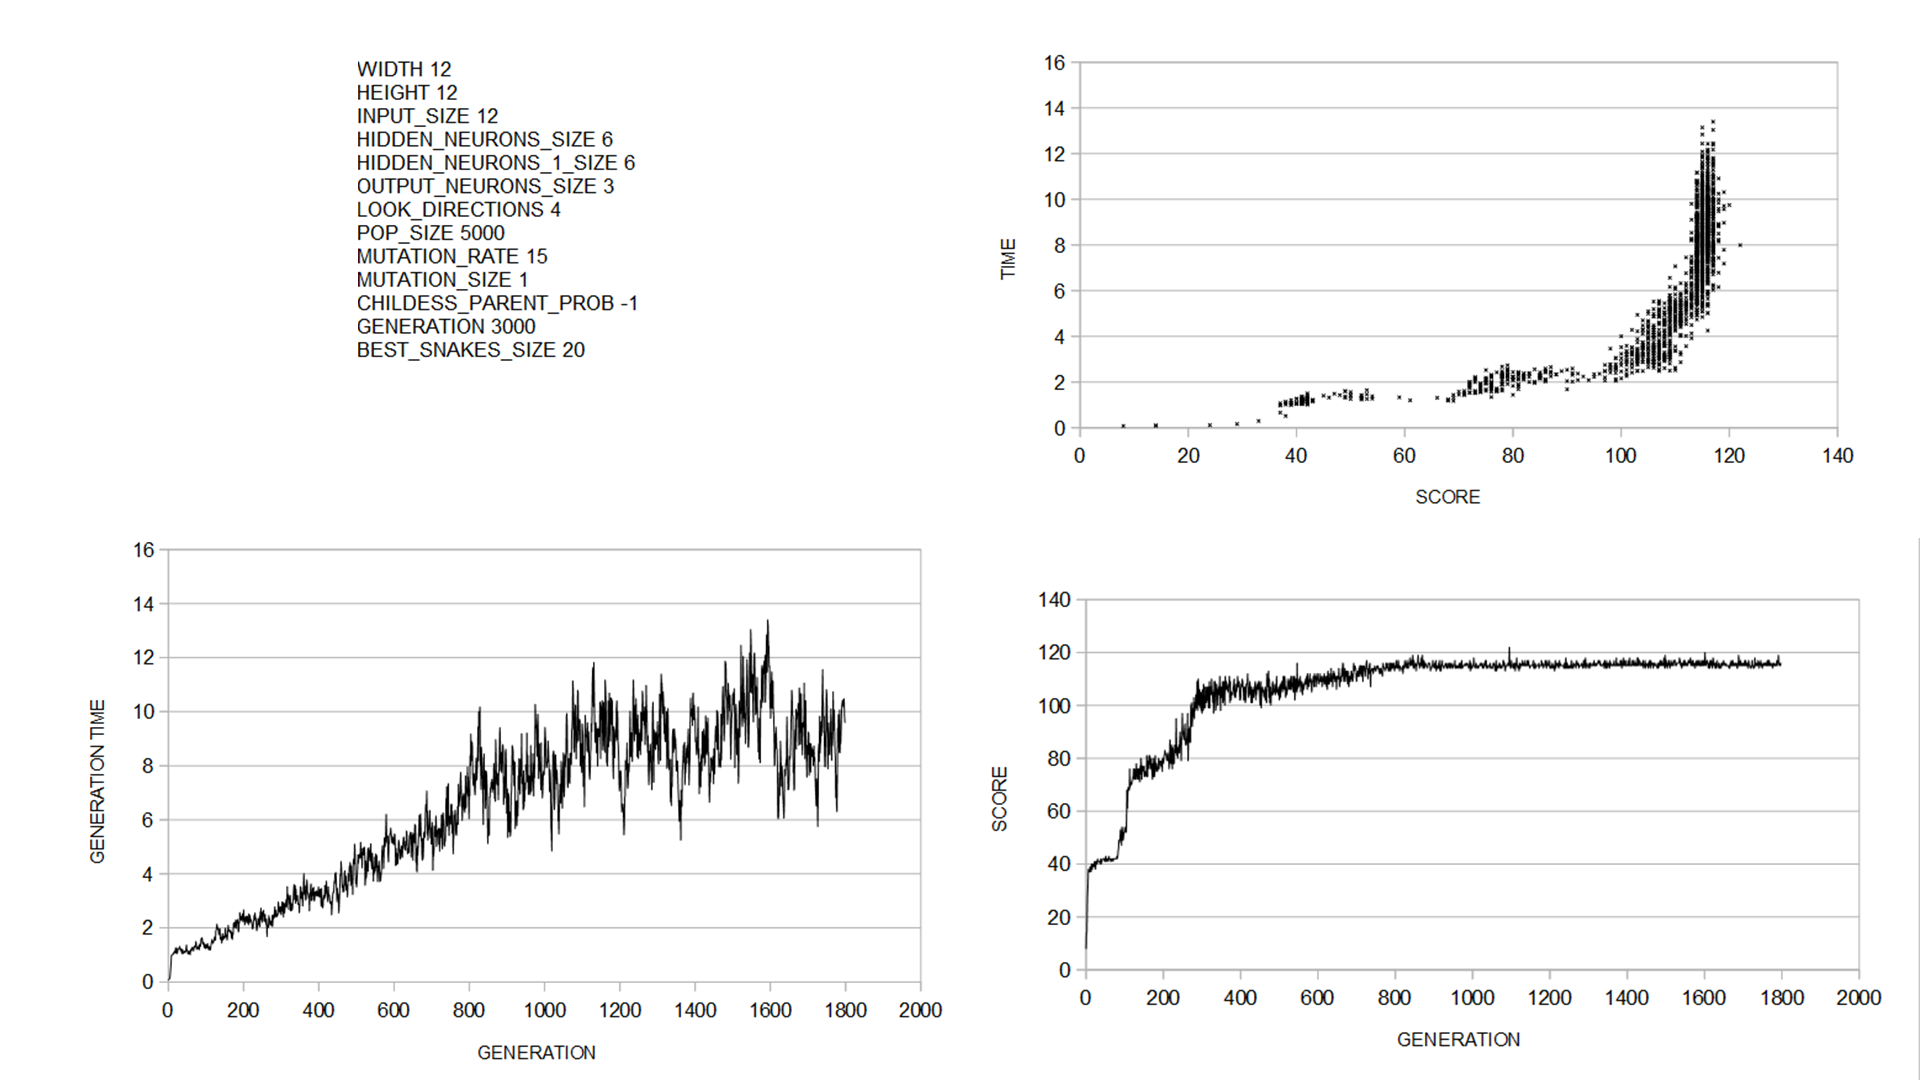 WIDTH 12
HEIGHT 12
INPUT_SIZE 12
HIDDEN_NEURONS_SIZE 6
HIDDEN_NEURONS_1_SIZE 6
OUTPUT_NEURONS_SIZE 3
LOOK_DIRECTIONS 4
POP_SIZE 5000
MUTATION_RATE 15
MUTATION_SIZE 1
CHILDESS_PARENT_PROB -1
GENERATION 3000
BEST_SNAKES_SIZE 20
16
14
12
10
8
6
4
2
0
TIME
0 20 40 60 80 100 120 140
SCORE
16
14
12
10
8
6
4
2
0
GENERATION TIME
0 200 400 600 800 1000 1200 1400 1600 1800 2000
GENERATION
140
120
100
80
60
40
20
0
SCORE
0 200 400 600 800 1000 1200 1400 1600 1800 2000
GENERATION